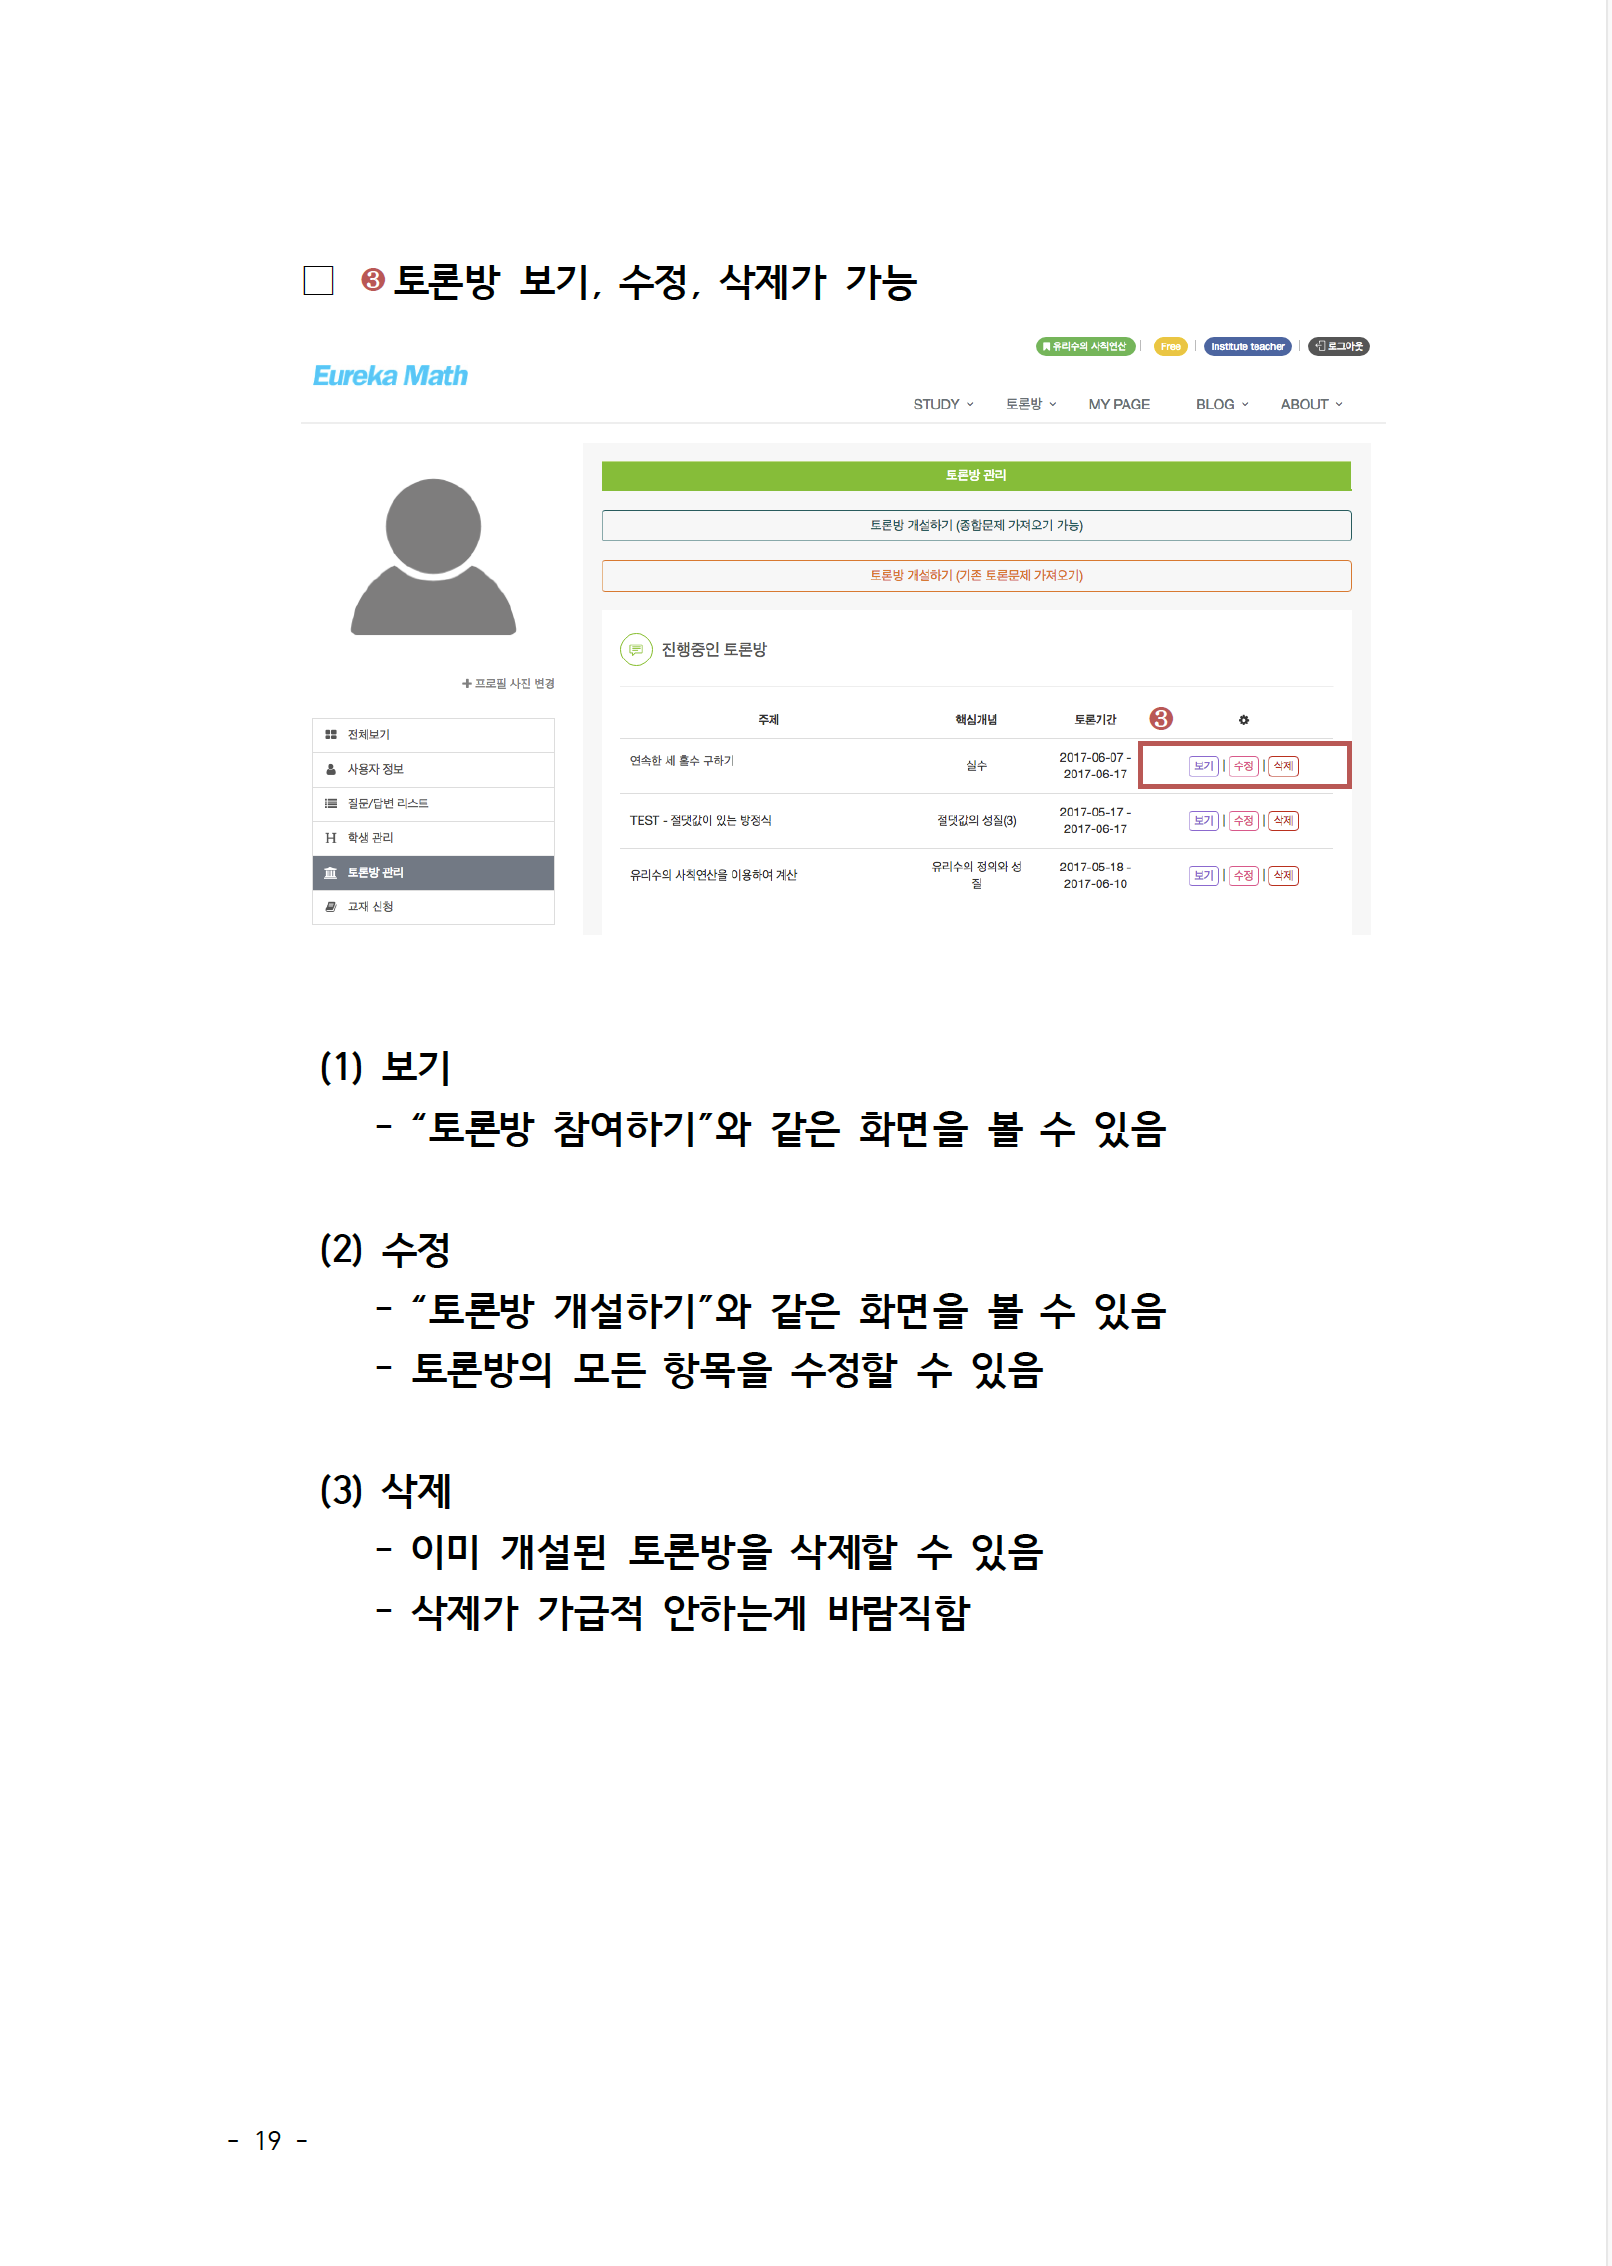 □ ❸ 토론방 보기, 수정, 삭제가 가능
유리수의 사칙연산 | Free | Institute teacher | 로그아웃
Eureka Math
STUDY 토론방 MY PAGE BLOG ABOUT
토론방 관리
토론방 개설하기 (종합문제 가져오기 가능)
토론방 개설하기 (기존 토론문제 가져오기)
진행중인 토론방
프로필 사진 변경
전체보기
사용자 정보
질문/답변 리스트
학생 관리
토론방 관리
교재 신청
주제 핵심개념 토론기간 ❸
연속한 세 홀수 구하기 실수 2017-06-07 -
2017-06-17 보기 | 수정 | 삭제
TEST - 절댓값이 있는 방정식 절댓값의 성질(3) 2017-05-17 -
2017-06-17 보기 | 수정 | 삭제
유리수의 사칙연산을 이용하여 계산 유리수의 정의와 성 2017-05-18 -
질 2017-06-10 보기 | 수정 | 삭제
(1) 보기
- “토론방 참여하기”와 같은 화면을 볼 수 있음
(2) 수정
- “토론방 개설하기”와 같은 화면을 볼 수 있음
- 토론방의 모든 항목을 수정할 수 있음
(3) 삭제
- 이미 개설된 토론방을 삭제할 수 있음
- 삭제가 가급적 안하는게 바람직함
- 19 -